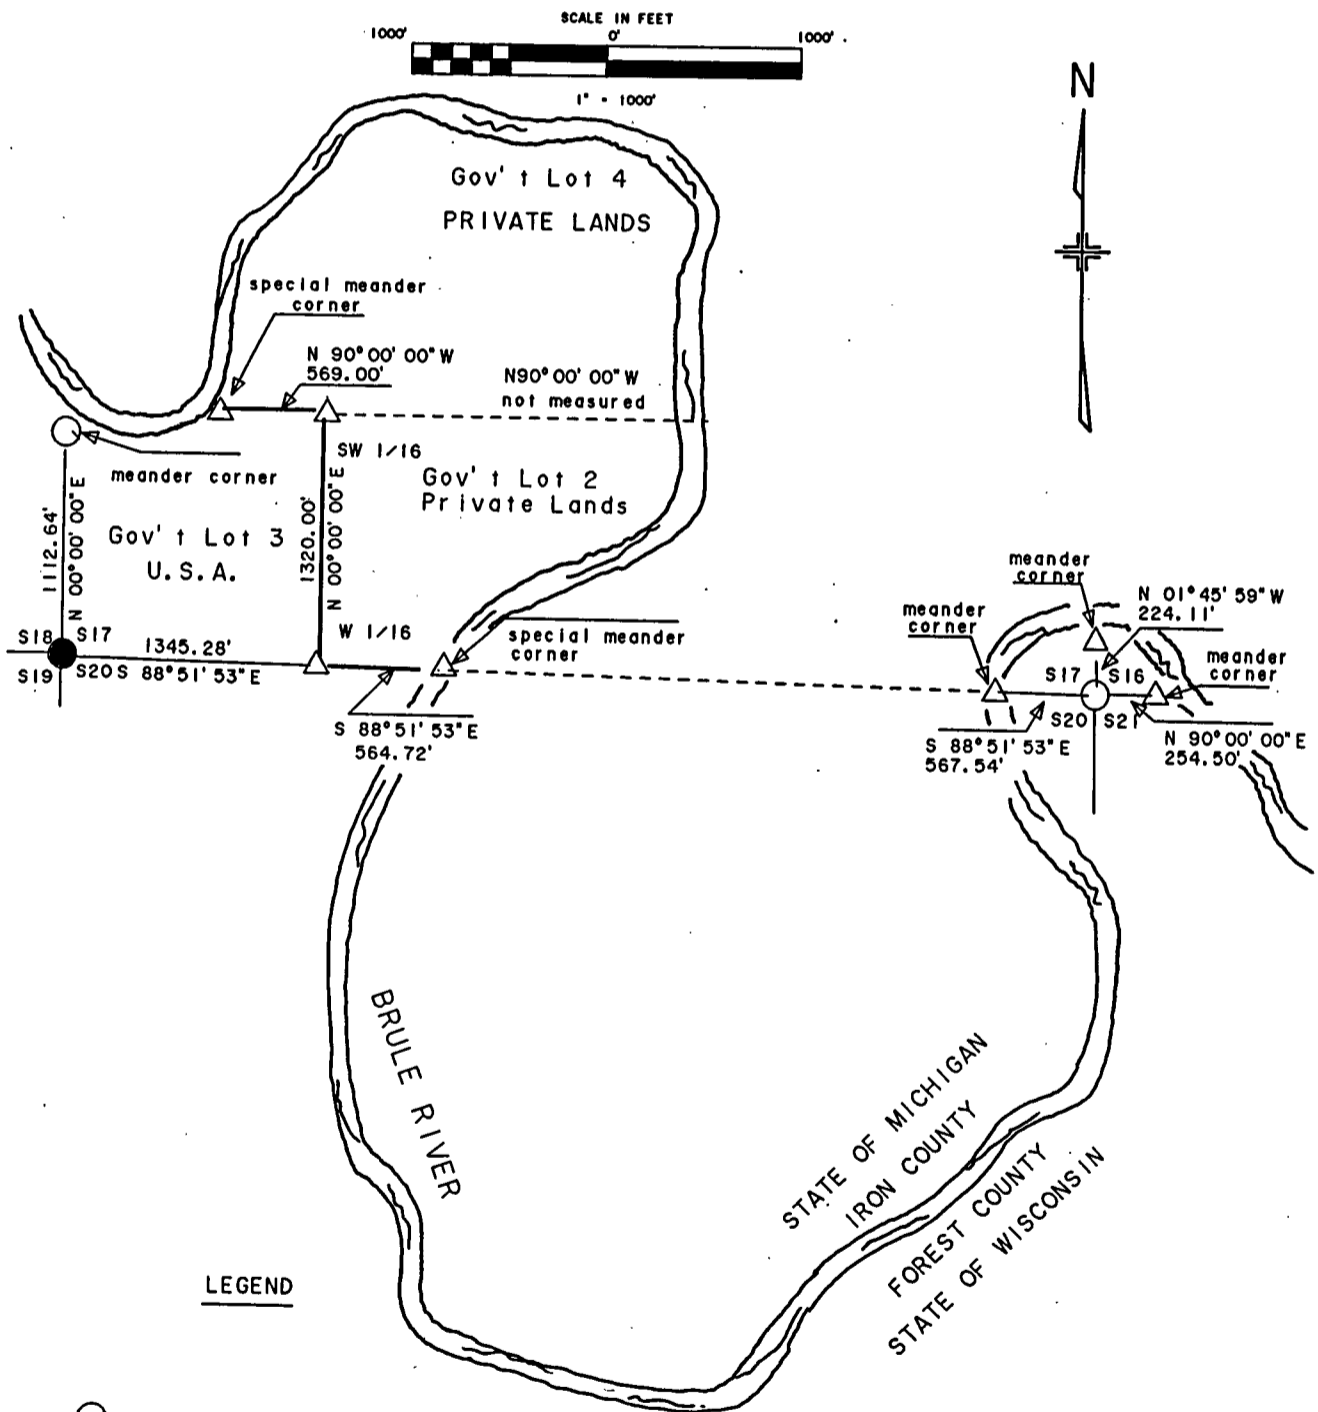 SCALE IN FEET
1000' 0' 1000'
1" - 1000'
N
Gov't Lot 4
PRIVATE LANDS
special meander
corner
N 90°00'00"W
569.00'
N90°00'00"W
not measured
SW 1/16
meander corner
Gov't Lot 2
Private Lands
1112.64'
N 00°00'00"E
Gov't Lot 3
U.S.A.
1320.00'
N 00°00'00"E
W 1/16
special meander
corner
S18 S17
1345.28'
S19 S20 S 88°51'53"E
S 88°51'53"E
564.72'
meander
corner
meander
corner
N 01°45'59"W
224.11'
meander
corner
S17 S16
S20 S21
S 88°51'53"E
567.54'
N 90°00'00"E
254.50'
BRULE RIVER
STATE OF MICHIGAN
IRON COUNTY
FOREST COUNTY
STATE OF WISCONSIN
LEGEND